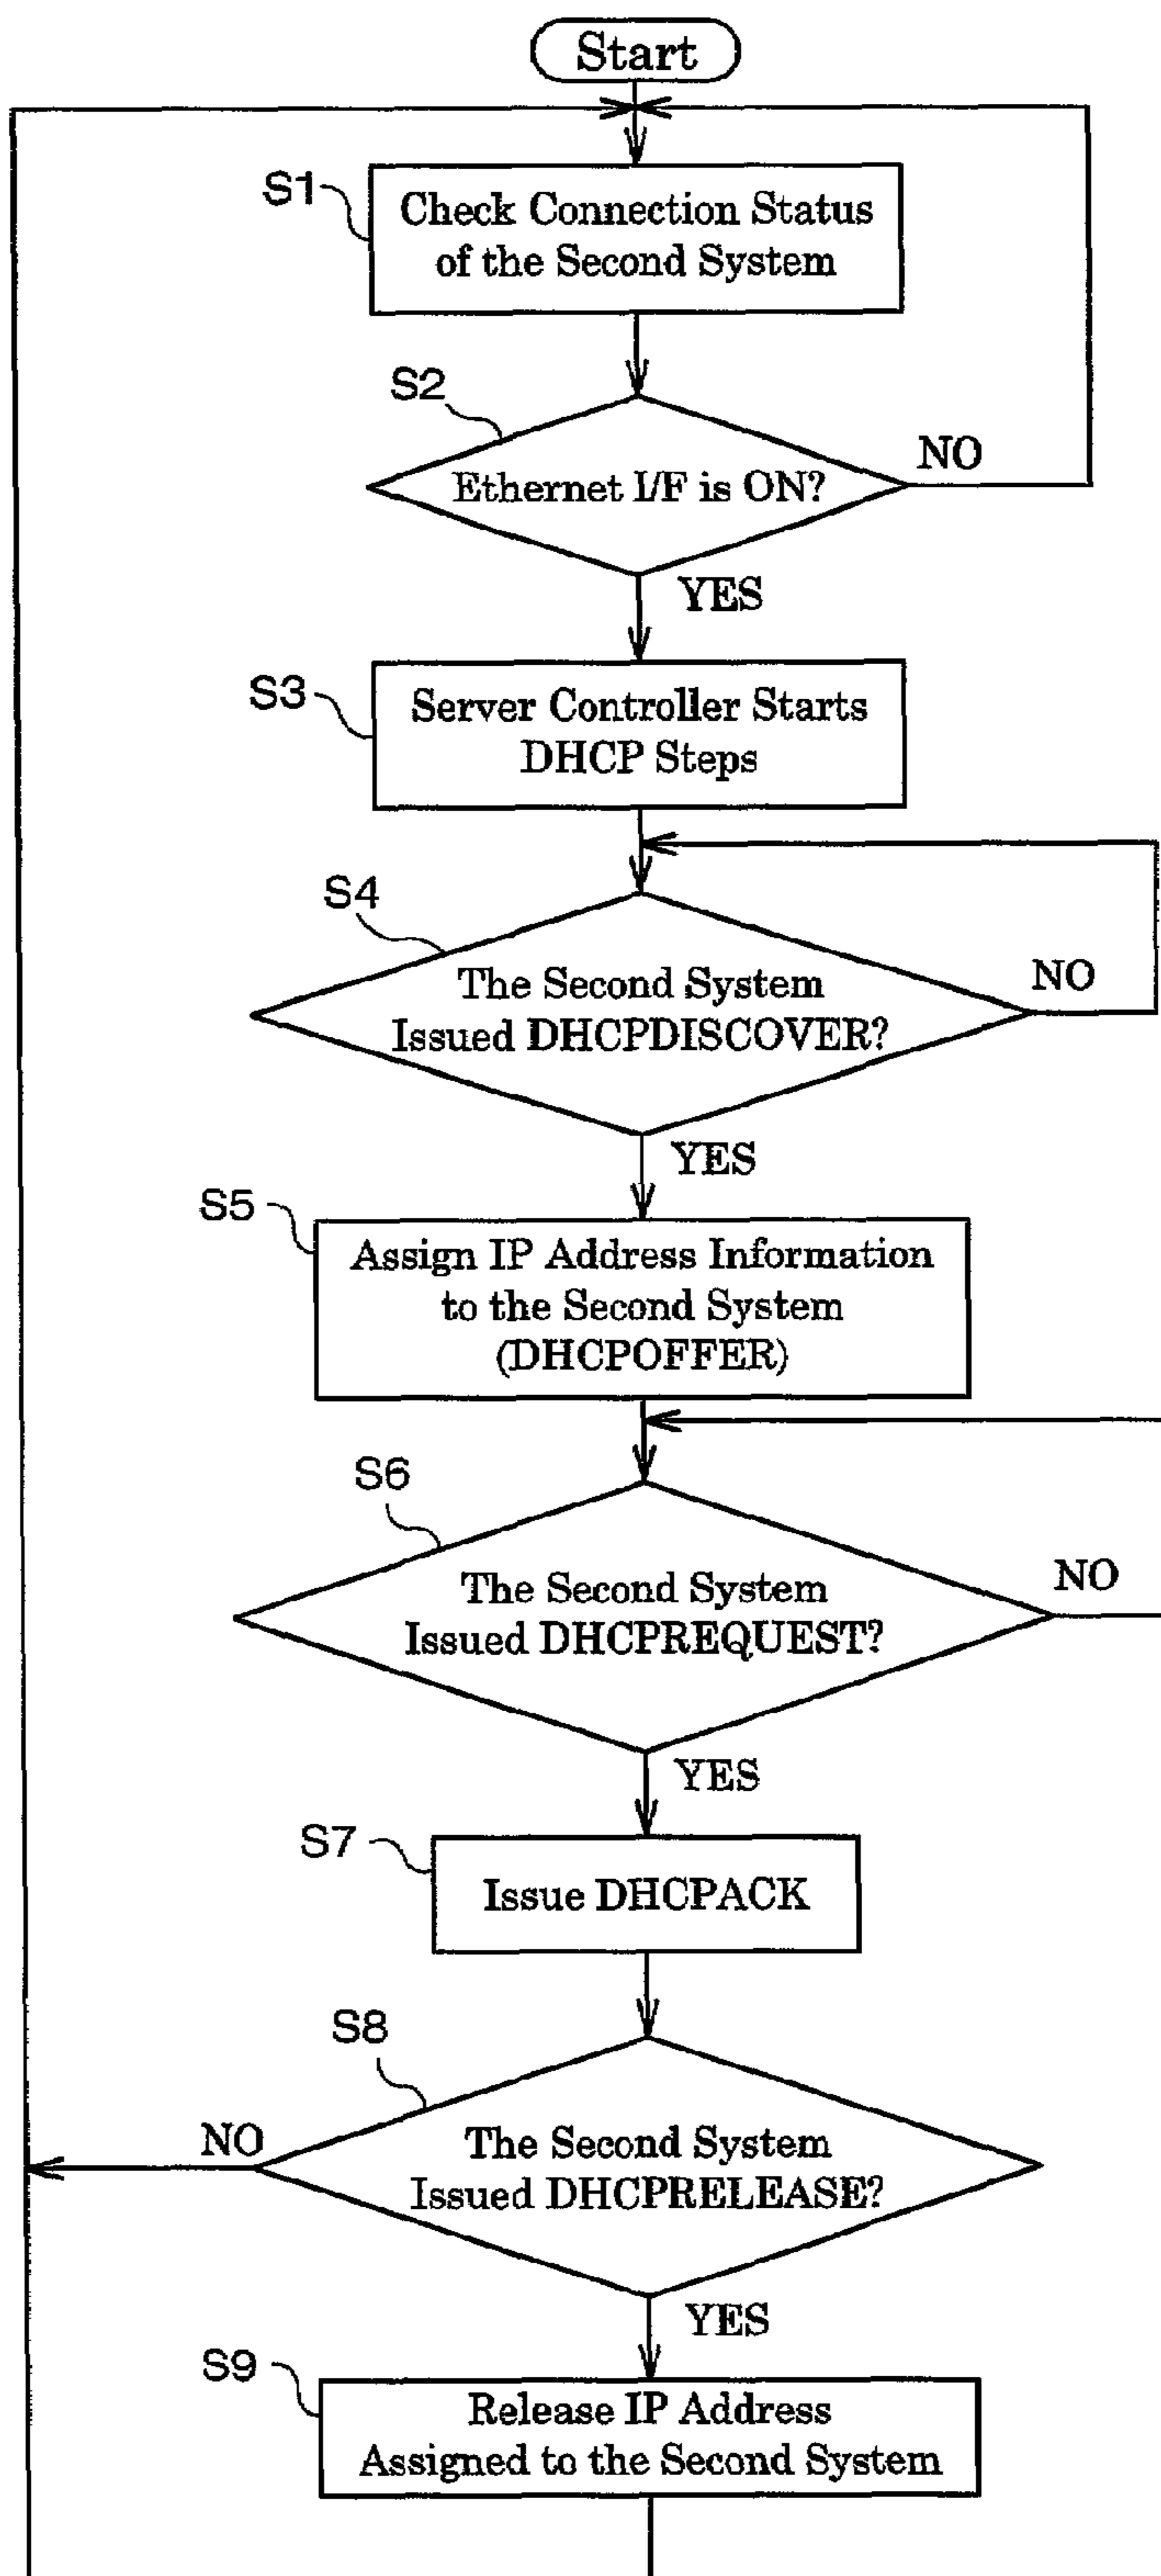 Start
S1
Check Connection Status
of the Second System
S2
Ethernet I/F is ON?
NO
YES
S3
Server Controller Starts
DHCP Steps
S4
The Second System
Issued DHCPDISCOVER?
NO
YES
S5
Assign IP Address Information
to the Second System
(DHCPOFFER)
S6
The Second System
Issued DHCPREQUEST?
NO
YES
S7
Issue DHCPACK
S8
NO
The Second System
Issued DHCPRELEASE?
YES
S9
Release IP Address
Assigned to the Second System